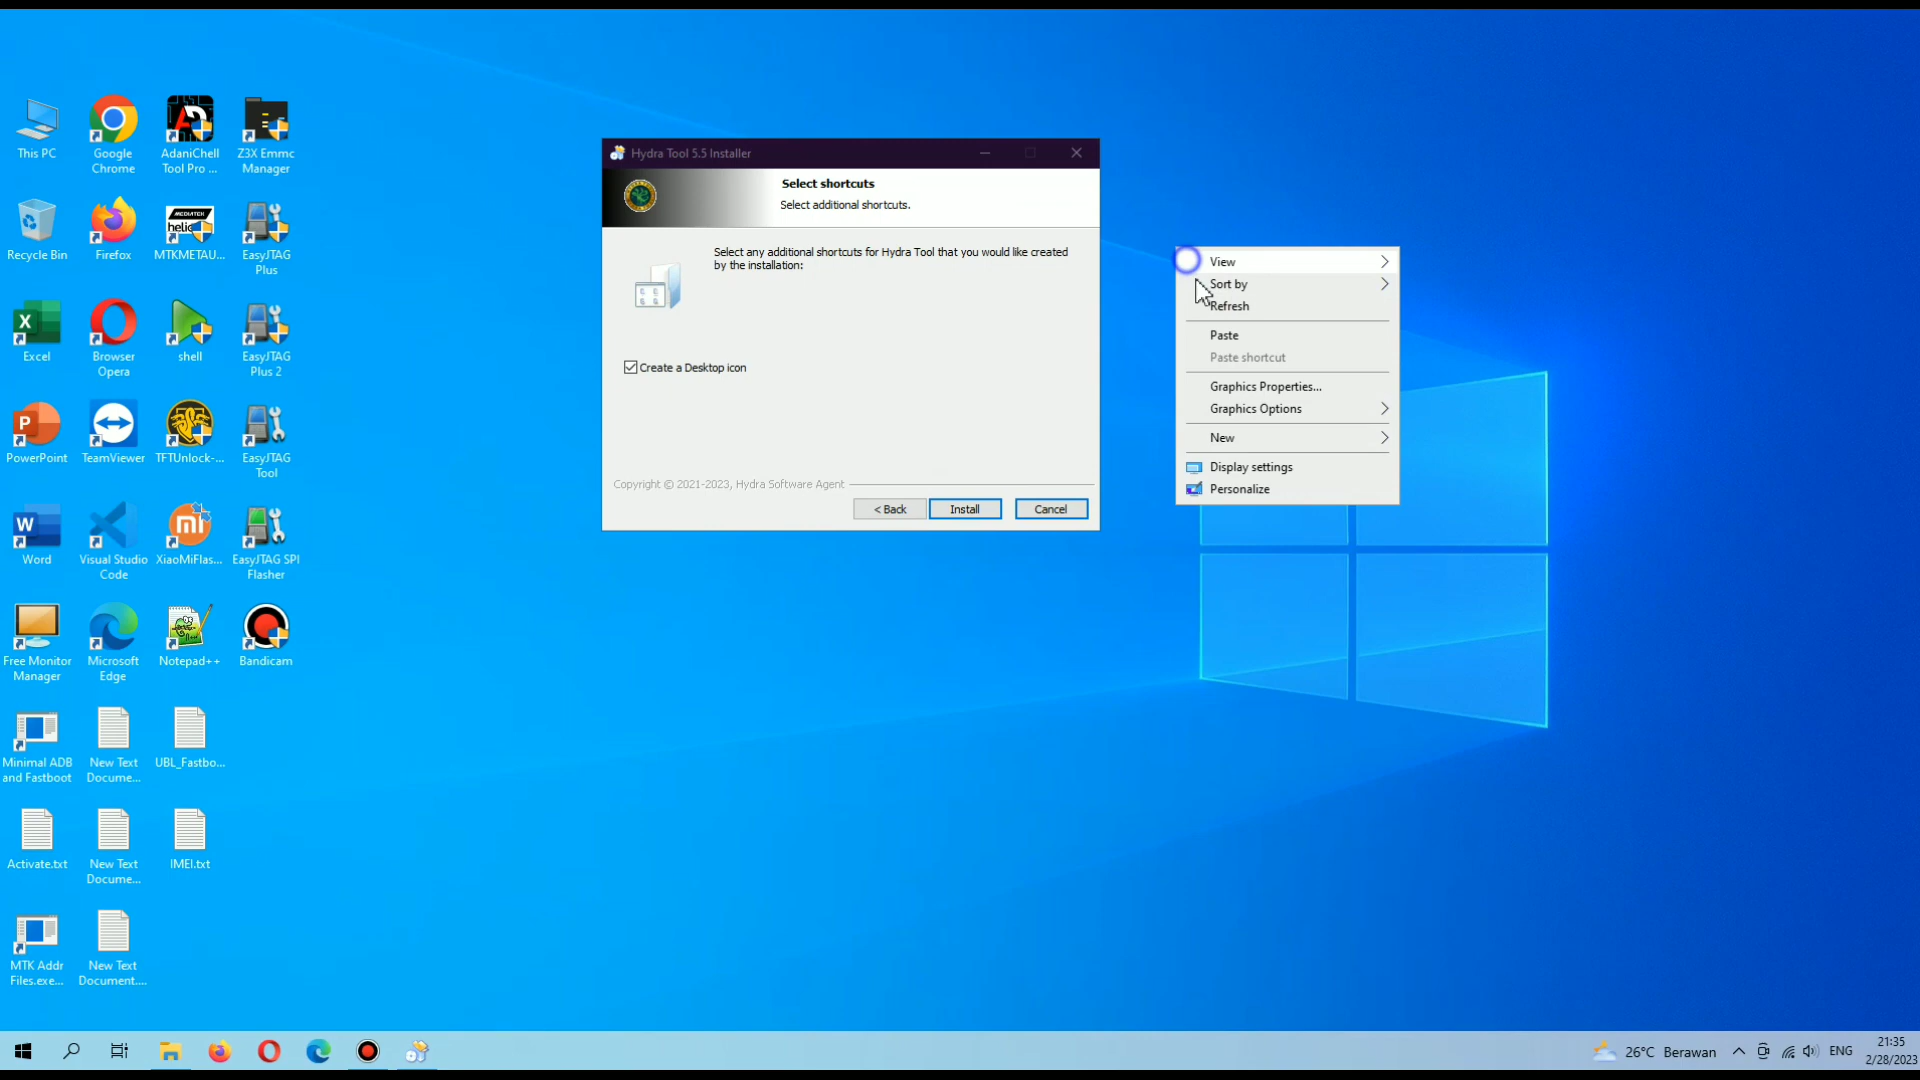 This PC
Google
Chrome
AdaniChell
Tool Pro ...
Z3X Emmc
Manager
Recycle Bin
Firefox
MEDIATEK
helio
MTKMETAU...
EasyJTAG
Plus
Excel
Browser
Opera
shell
EasyJTAG
Plus 2
PowerPoint
TeamViewer
TFTUnlock-...
EasyJTAG
Tool
Word
Visual Studio
Code
XiaoMiFlas...
EasyJTAG SPI
Flasher
Free Monitor
Manager
Microsoft
Edge
Notepad++
Bandicam
Minimal ADB
and Fastboot
New Text
Docume...
UBL_Fastbo...
Activate.txt
New Text
Docume...
IMEI.txt
MTK Addr
Files.exe...
New Text
Document....
Hydra Tool 5.5 Installer
Select shortcuts
Select additional shortcuts.
Select any additional shortcuts for Hydra Tool that you would like created
by the installation:
Create a Desktop icon
Copyright © 2021-2023, Hydra Software Agent
< Back
Install
Cancel
View
Sort by
Refresh
Paste
Paste shortcut
Graphics Properties...
Graphics Options
New
Display settings
Personalize
26°C Berawan
ENG
21:35
2/28/2023